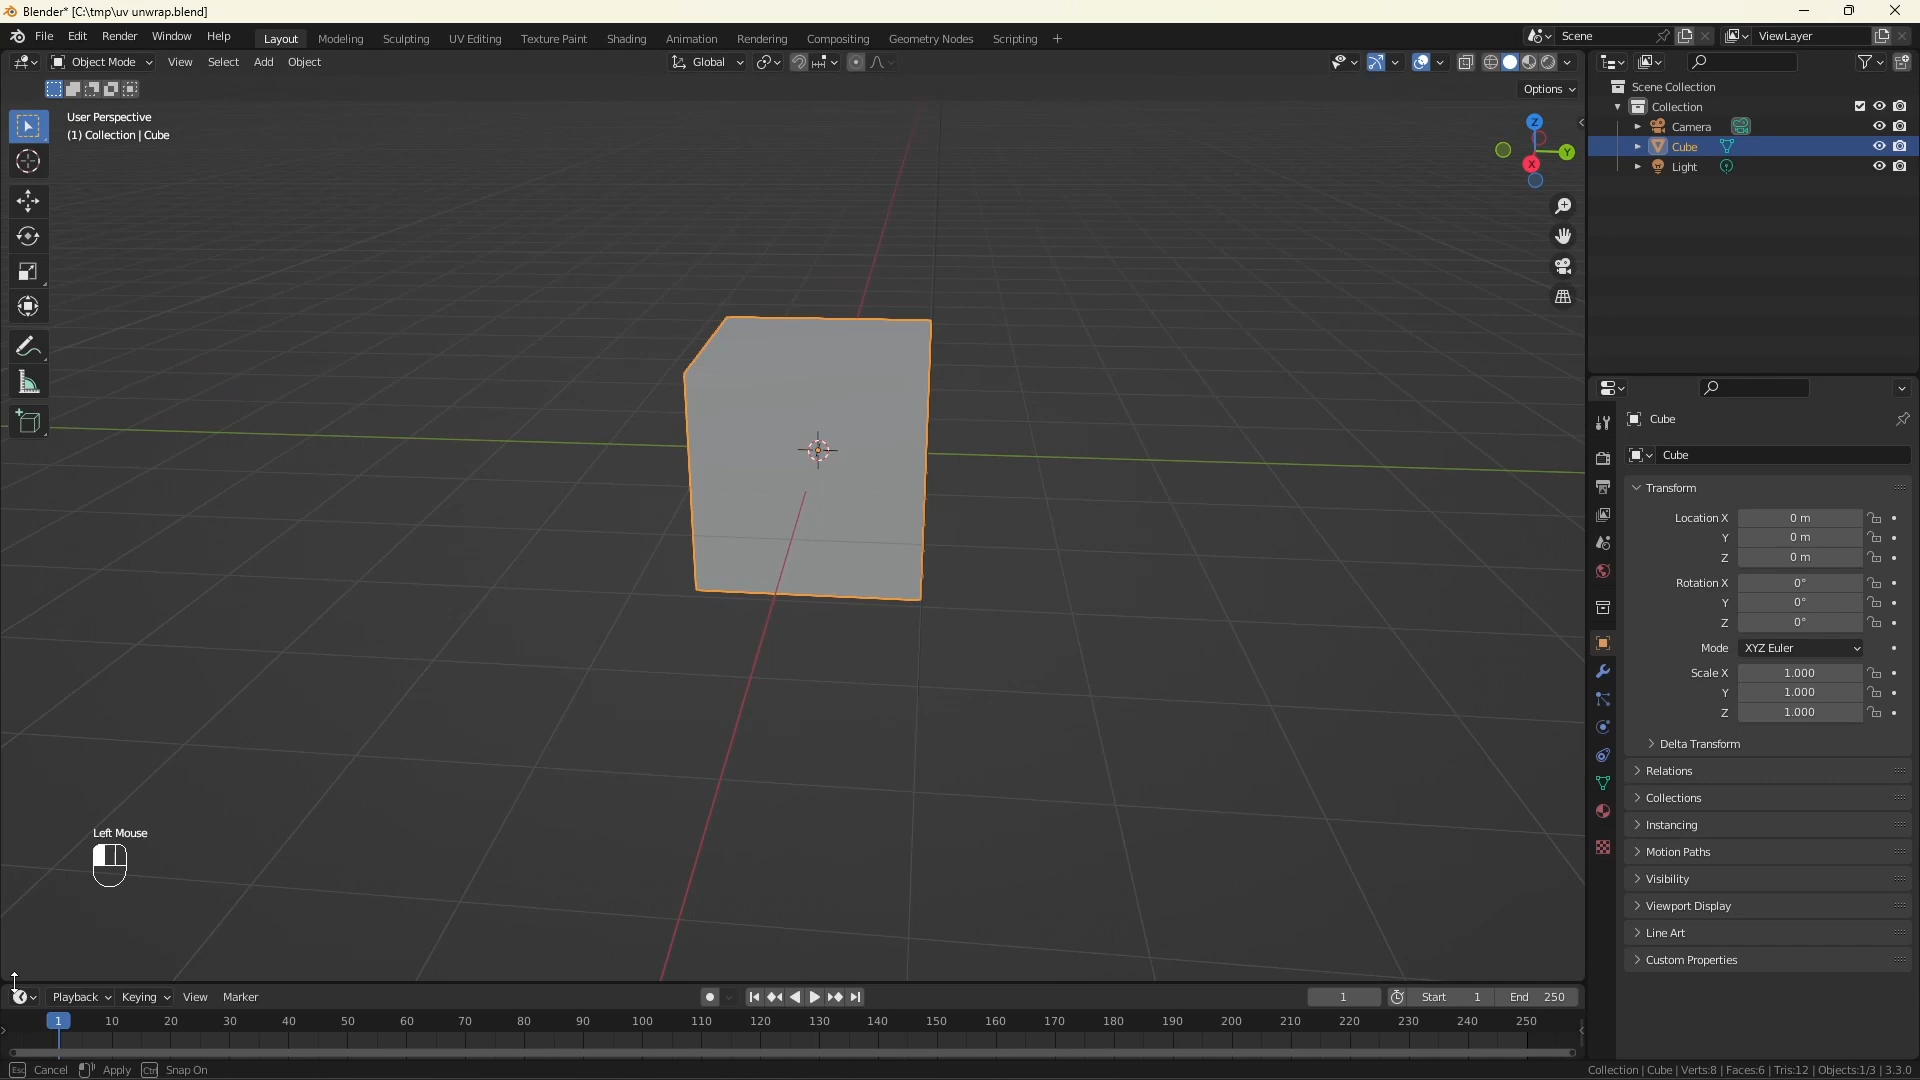 Blender* [C:\tmp\uv unwrap.blend]
File Edit Render Window Help Layout Modeling Sculpting UV Editing Texture Paint Shading Animation Rendering Compositing Geometry Nodes Scripting + Scene ViewLayer
Object Mode View Select Add Object Global
Options
User Perspective
(1) Collection | Cube
Z
Y
X
Scene Collection
Collection
Camera
Cube
Light
Cube
Cube
Transform
Location X 0 m
Y 0 m
Z 0 m
Rotation X 0°
Y 0°
Z 0°
Mode XYZ Euler
Scale X 1.000
Y 1.000
Z 1.000
Delta Transform
Relations
Collections
Instancing
Motion Paths
Visibility
Viewport Display
Line Art
Custom Properties
Left Mouse
Playback Keying View Marker 1 Start 1 End 250
1 10 20 30 40 50 60 70 80 90 100 110 120 130 140 150 160 170 180 190 200 210 220 230 240 250
Esc Cancel Apply Ctrl Snap On Collection | Cube | Verts:8 | Faces:6 | Tris:12 | Objects:1/3 | 3.3.0